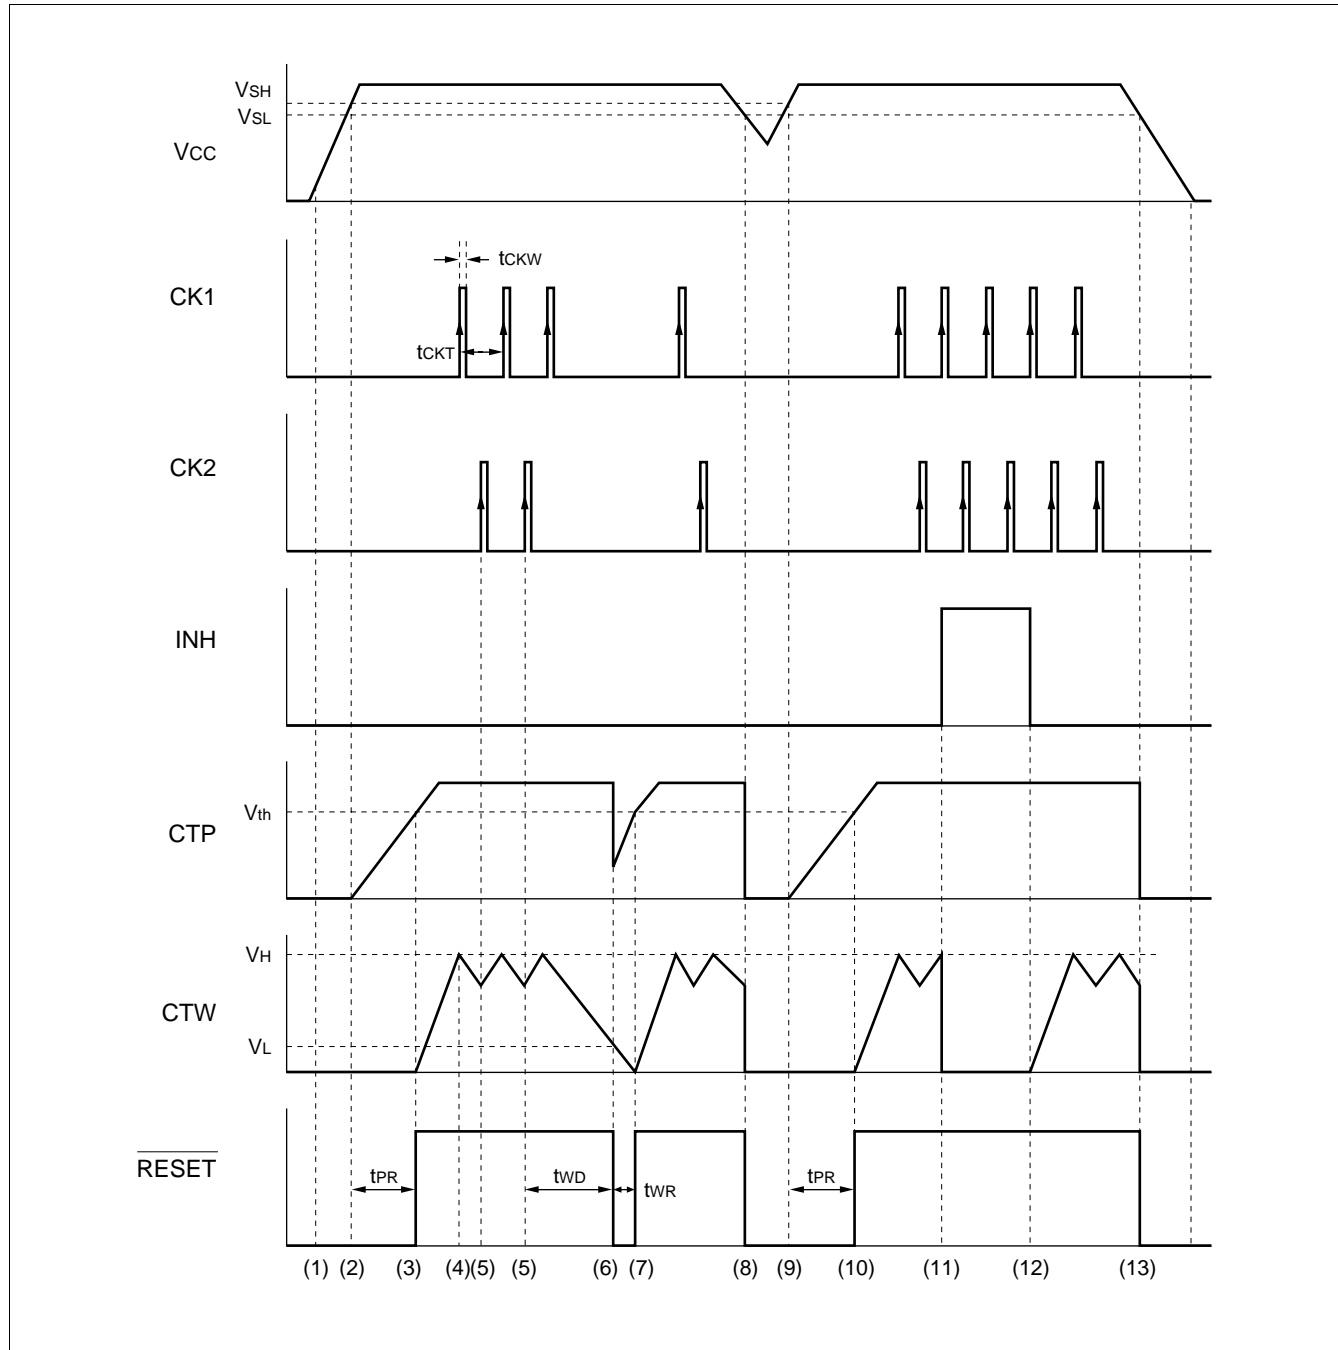 VSH
VSL
VCC
tCKW
CK1
tCKT
CK2
INH
Vth
CTP
VH
CTW
VL
RESET
tPR
tWD
tWR
tPR
(1) (2) (3) (4)(5) (5) (6) (7) (8) (9) (10) (11) (12) (13)